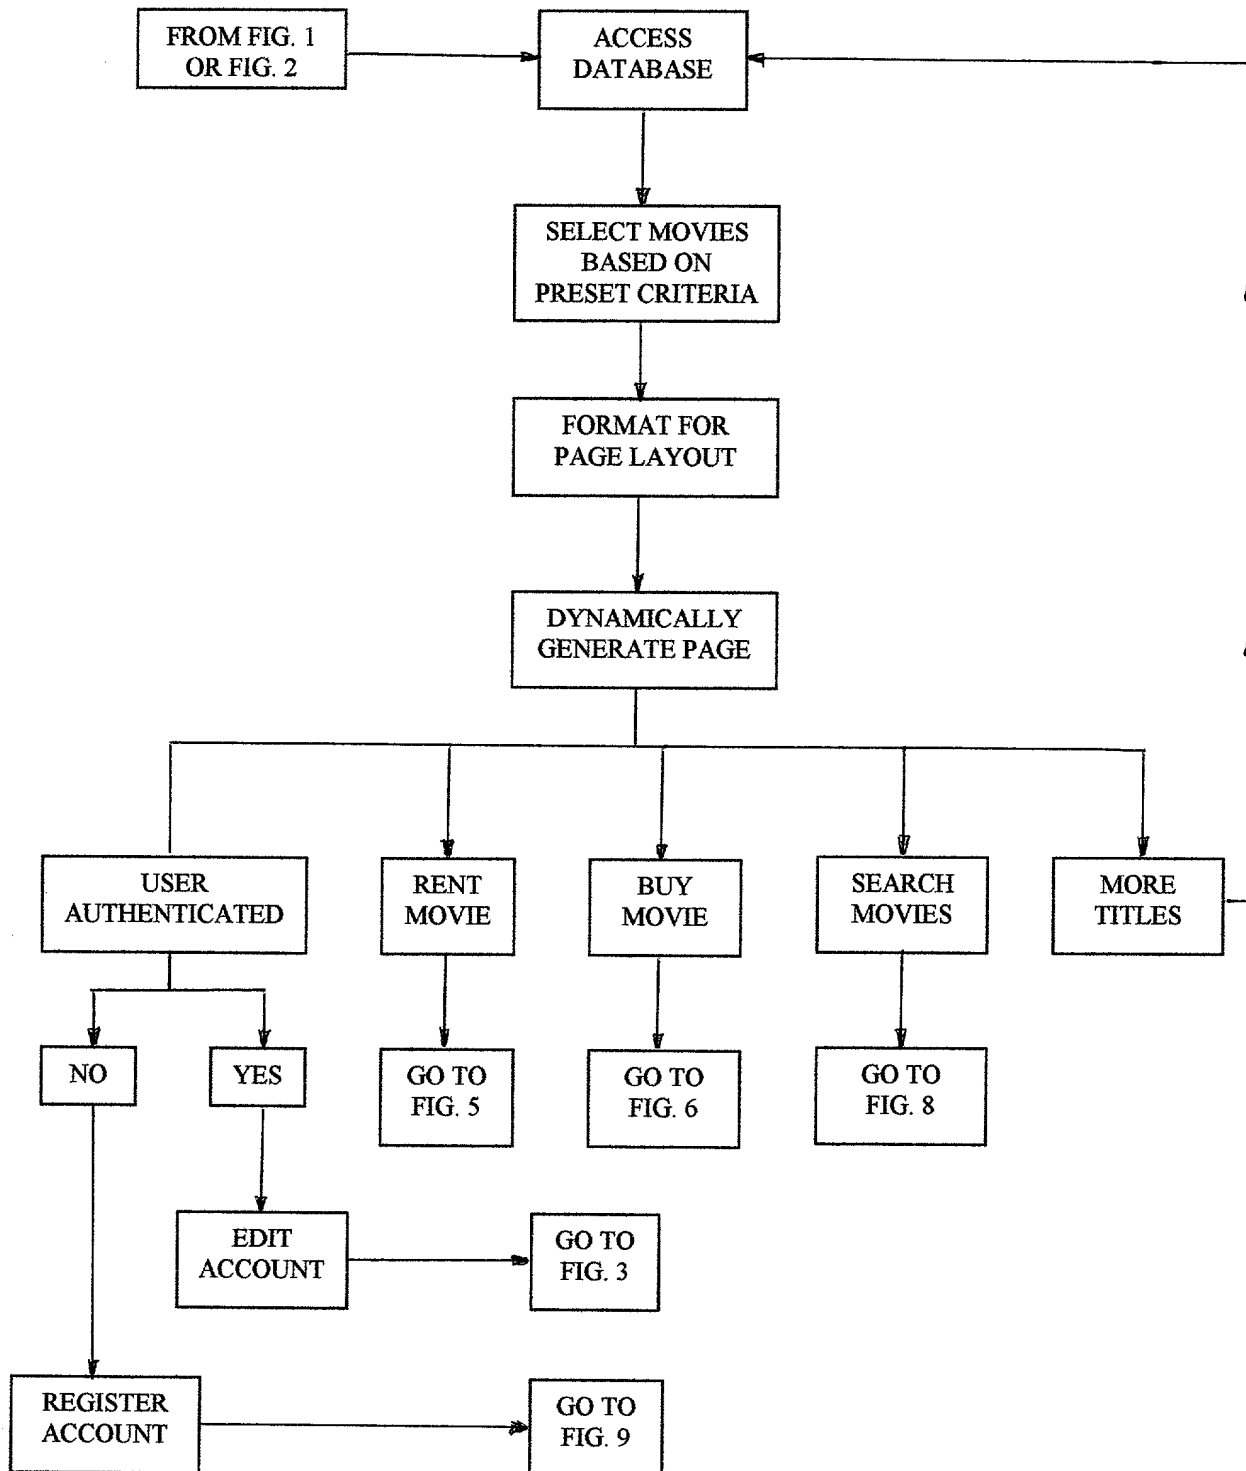 FROM FIG. 1
OR FIG. 2
ACCESS
DATABASE
SELECT MOVIES
BASED ON
PRESET CRITERIA
FORMAT FOR
PAGE LAYOUT
DYNAMICALLY
GENERATE PAGE
USER
AUTHENTICATED
RENT
MOVIE
BUY
MOVIE
SEARCH
MOVIES
MORE
TITLES
NO
YES
GO TO
FIG. 5
GO TO
FIG. 6
GO TO
FIG. 8
EDIT
ACCOUNT
GO TO
FIG. 3
REGISTER
ACCOUNT
GO TO
FIG. 9